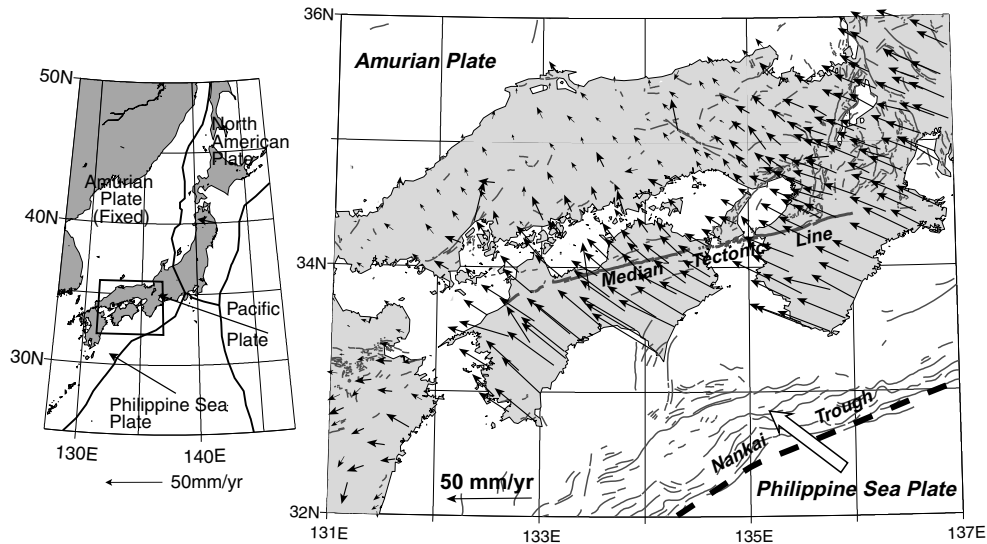 50N
40N
30N
130E
140E
North
American
Plate
Amurian
Plate
(Fixed)
Pacific
Plate
Philippine Sea
Plate
50mm/yr
36N
34N
32N
131E
133E
135E
137E
Amurian Plate
Median Tectonic Line
Nankai Trough
50 mm/yr
Philippine Sea Plate